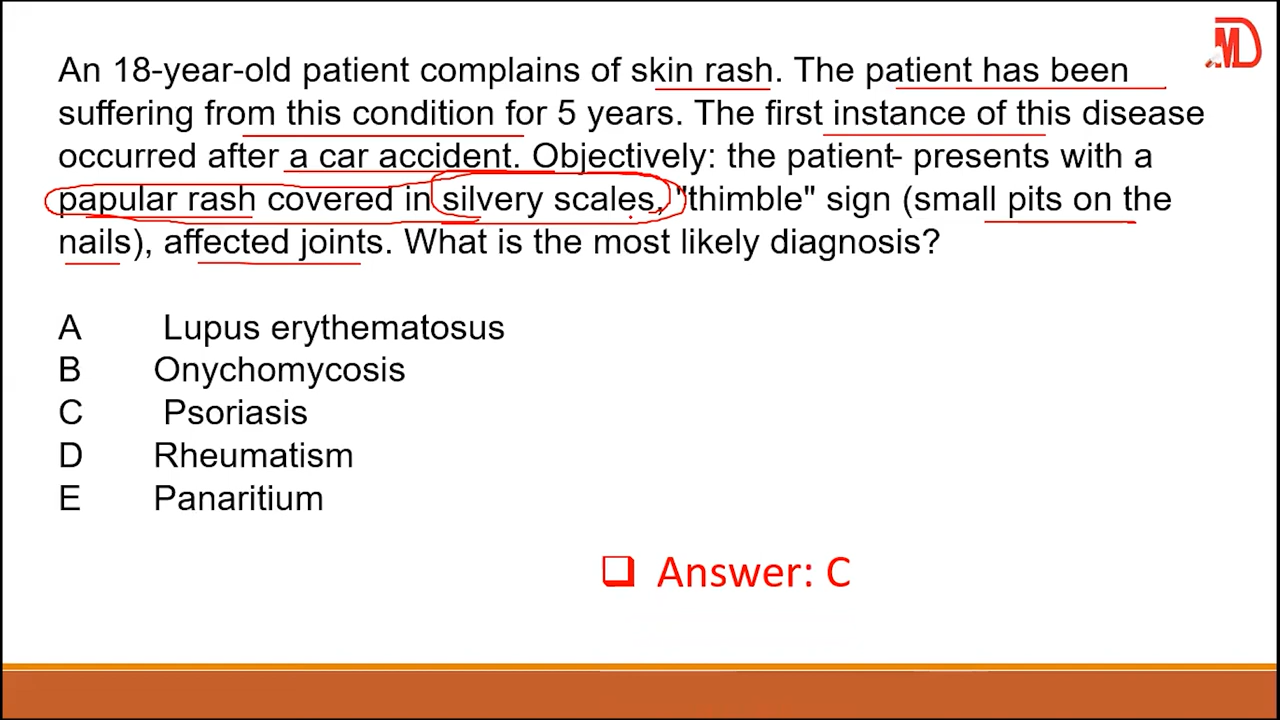 An 18-year-old patient complains of skin rash. The patient has been
suffering from this condition for 5 years. The first instance of this disease
occurred after a car accident. Objectively: the patient- presents with a
papular rash covered in silvery scales, "thimble" sign (small pits on the
nails), affected joints. What is the most likely diagnosis?
A Lupus erythematosus
B Onychomycosis
C Psoriasis
D Rheumatism
E Panaritium
Answer: C
MD